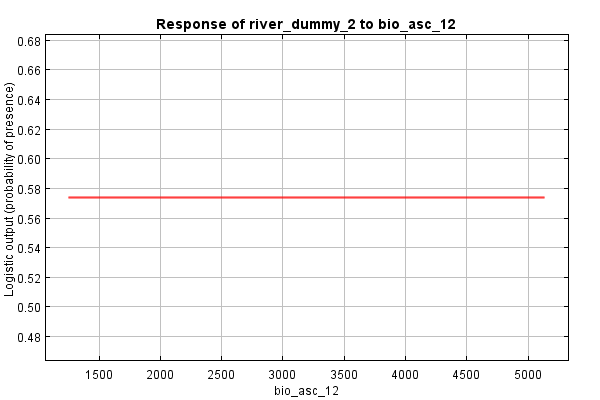 Response of river_dummy_2 to bio_asc_12
Logistic output (probability of presence)
0.68
0.66
0.64
0.62
0.60
0.58
0.56
0.54
0.52
0.50
0.48
1500 2000 2500 3000 3500 4000 4500 5000
bio_asc_12